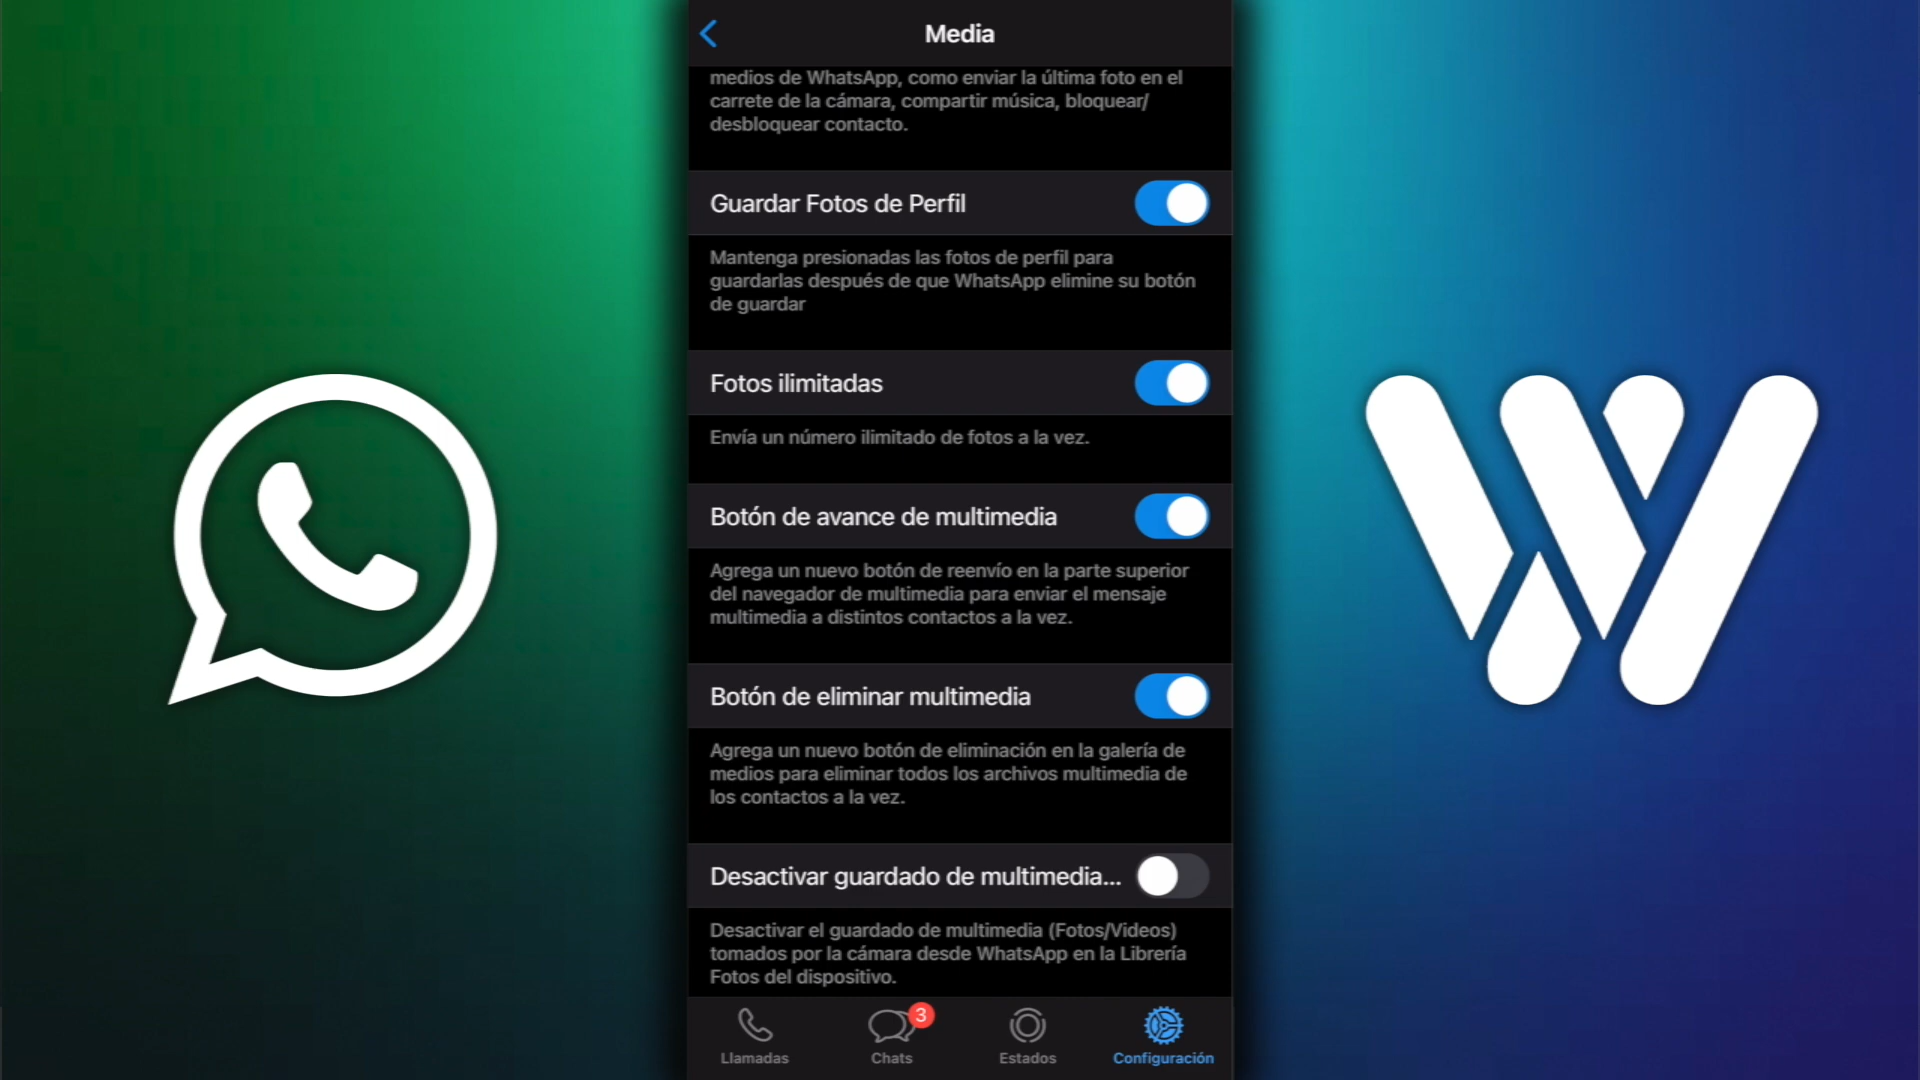 Media
medios de WhatsApp, como enviar la última foto en el
carrete de la cámara, compartir música, bloquear/
desbloquear contacto.
Guardar Fotos de Perfil
Mantenga presionadas las fotos de perfil para
guardarlas después de que WhatsApp elimine su botón
de guardar
Fotos ilimitadas
Envía un número ilimitado de fotos a la vez.
Botón de avance de multimedia
Agrega un nuevo botón de reenvío en la parte superior
del navegador de multimedia para enviar el mensaje
multimedia a distintos contactos a la vez.
Botón de eliminar multimedia
Agrega un nuevo botón de eliminación en la galería de
medios para eliminar todos los archivos multimedia de
los contactos a la vez.
Desactivar guardado de multimedia...
Desactivar el guardado de multimedia (Fotos/Videos)
tomados por la cámara desde WhatsApp en la Librería
Fotos del dispositivo.
3
Llamadas Chats Estados Configuración